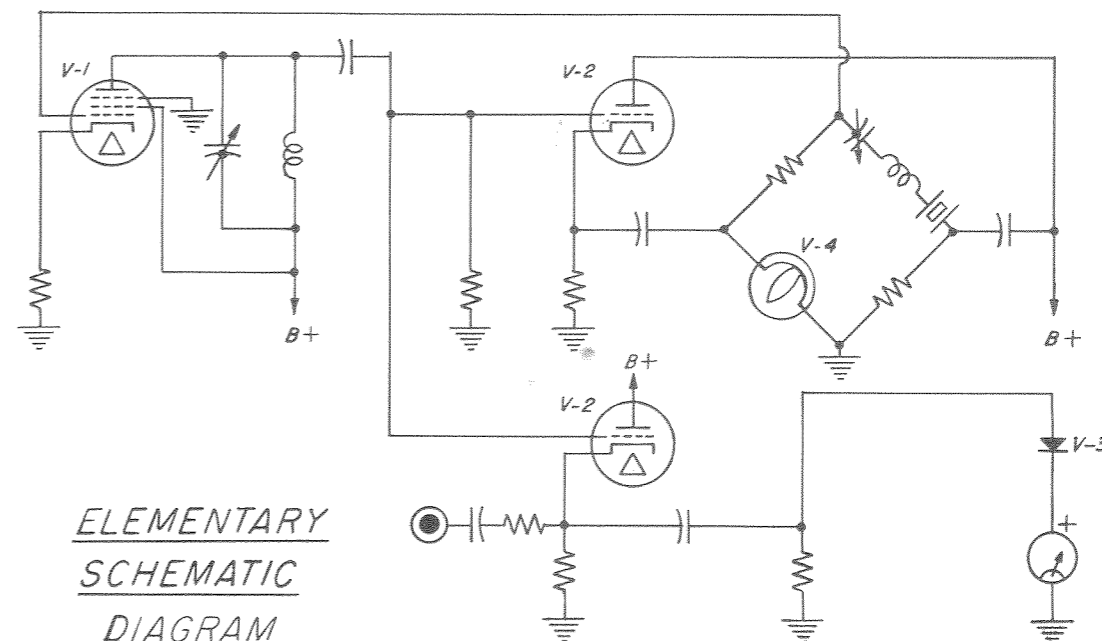 V-1
V-2
V-4
B+
B+
B+
V-2
V-3
+
ELEMENTARY
SCHEMATIC
DIAGRAM